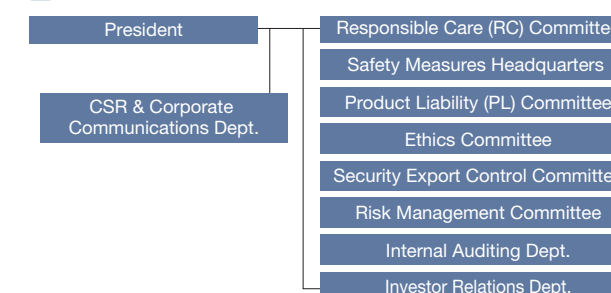 President
Responsible Care (RC) Committe
Safety Measures Headquarters
CSR & Corporate
Communications Dept.
Product Liability (PL) Committee
Ethics Committee
Security Export Control Committe
Risk Management Committee
Internal Auditing Dept.
Investor Relations Dept.